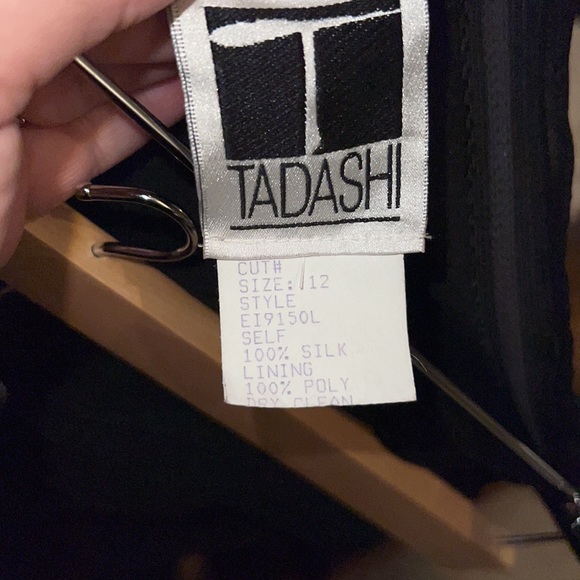 TADASHI
CUT#
SIZE: 12
STYLE
EI9150L
SELF
100% SILK
LINING
100% POLY
DRY CLEAN